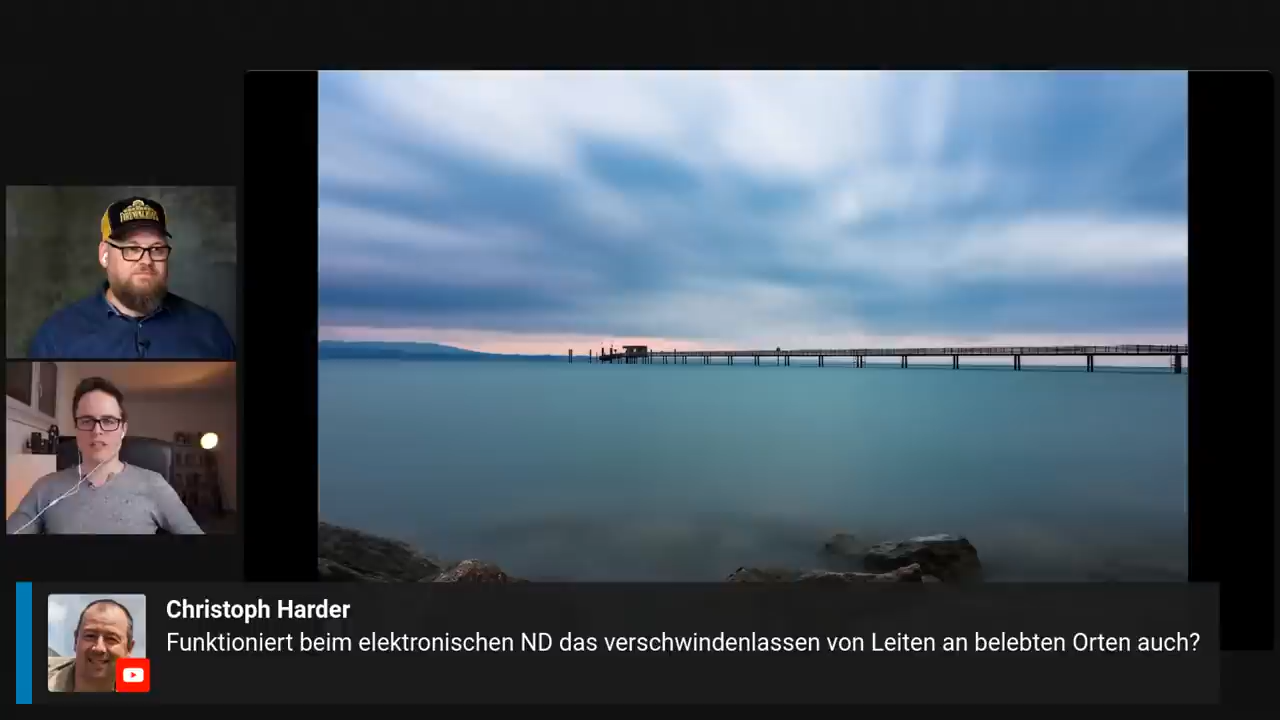 Christoph Harder
Funktioniert beim elektronischen ND das verschwindenlassen von Leiten an belebten Orten auch?